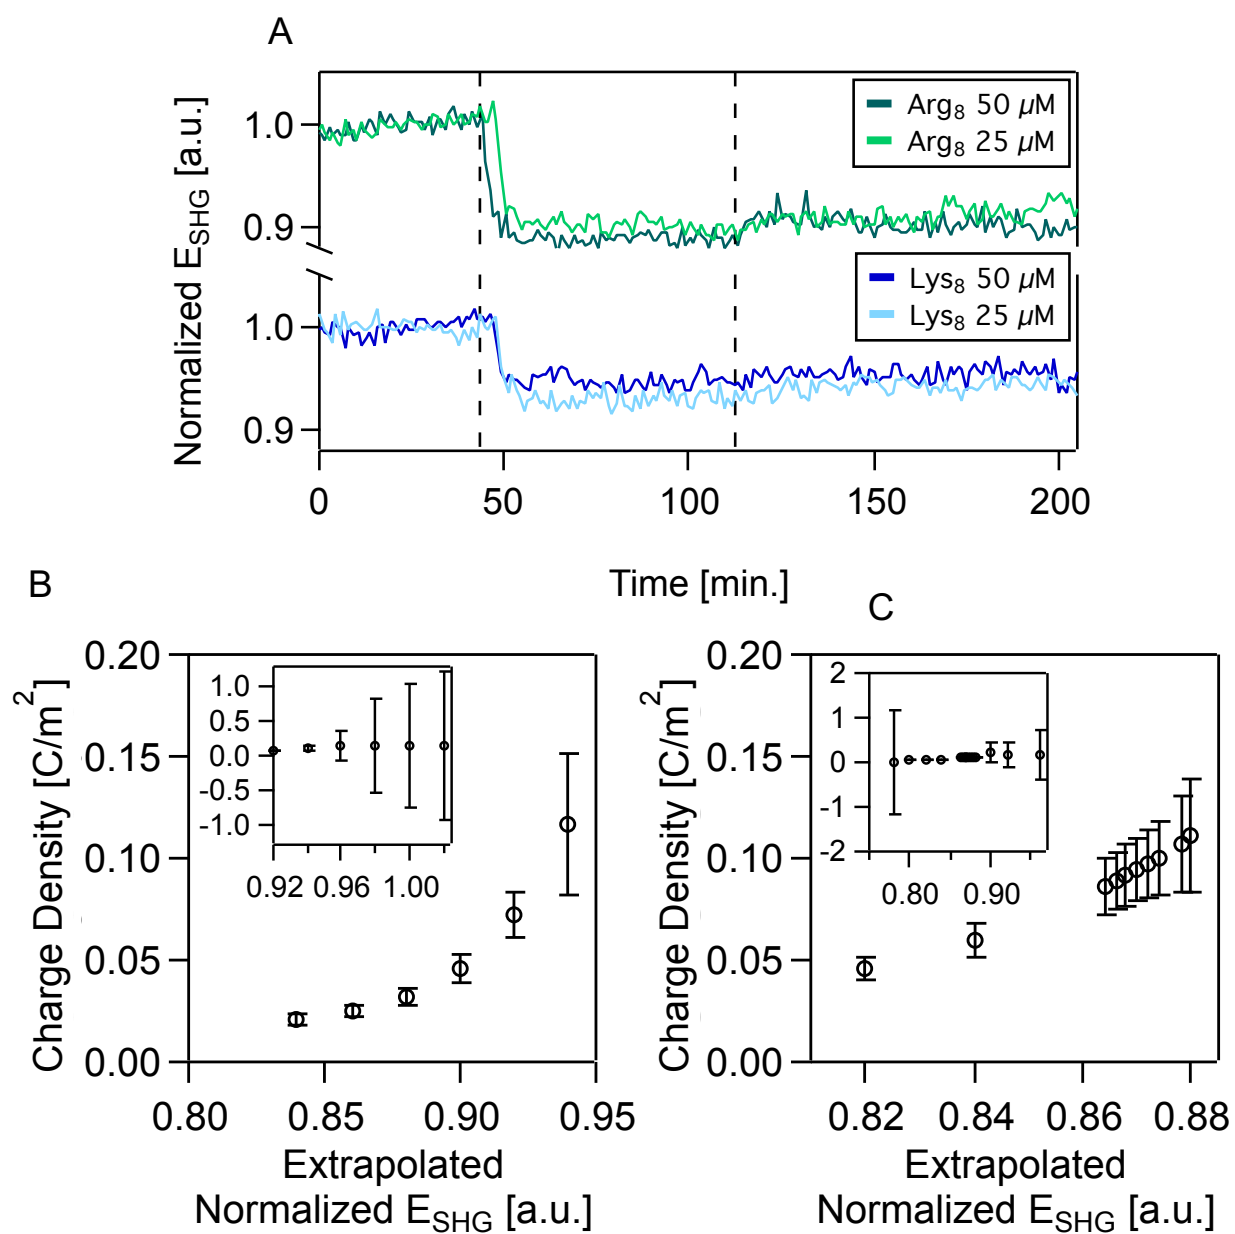 A
Normalized E_SHG [a.u.]
1.0
0.9
1.0
0.9
Arg₈ 50 µM
Arg₈ 25 µM
Lys₈ 50 µM
Lys₈ 25 µM
0 50 100 150 200
Time [min.]
B
Charge Density [C/m²]
0.20
0.15
0.10
0.05
0.00
1.0
0.5
0.0
-0.5
-1.0
0.92 0.96 1.00
0.80 0.85 0.90 0.95
Extrapolated
Normalized E_SHG [a.u.]
C
Charge Density [C/m²]
0.20
0.15
0.10
0.05
0.00
2
1
0
-1
-2
0.80 0.90
0.82 0.84 0.86 0.88
Extrapolated
Normalized E_SHG [a.u.]